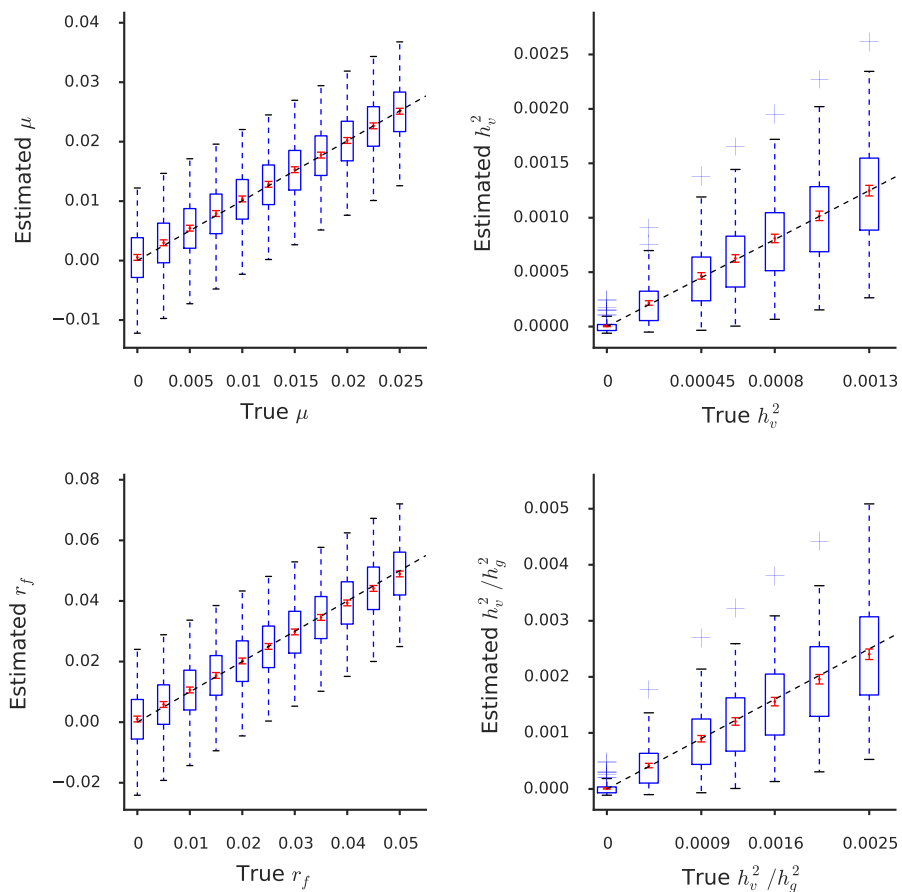 0.04
0.03
0.02
0.01
0.00
−0.01
Estimated μ
0 0.005 0.01 0.015 0.02 0.025
True μ
0.0025
0.0020
0.0015
0.0010
0.0005
0.0000
Estimated h_v^2
0 0.00045 0.0008 0.0013
True h_v^2
0.08
0.06
0.04
0.02
0.00
−0.02
Estimated r_f
0 0.01 0.02 0.03 0.04 0.05
True r_f
0.005
0.004
0.003
0.002
0.001
0.000
Estimated h_v^2/h_g^2
0 0.0009 0.0016 0.0025
True h_v^2/h_g^2